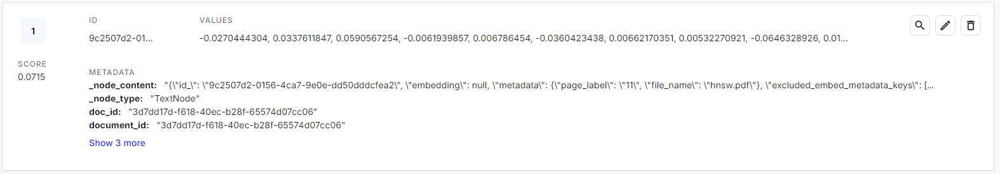 1
SCORE
0.0715
ID
9c2507d2-01...
VALUES
-0.0270444304, 0.0337611847, 0.0590567254, -0.0061939857, 0.006786454, -0.0360423438, 0.00662170351, 0.00532270921, -0.0646328926, 0.01...
METADATA
_node_content: "{\"id_\": \"9c2507d2-0156-4ca7-9e0e-dd50dddcfea2\", \"embedding\": null, \"metadata\": {\"page_label\": \"11\", \"file_name\": \"hnsw.pdf\"}, \"excluded_embed_metadata_keys\": [...
_node_type: "TextNode"
doc_id: "3d7dd17d-f618-40ec-b28f-65574d07cc06"
document_id: "3d7dd17d-f618-40ec-b28f-65574d07cc06"
Show 3 more